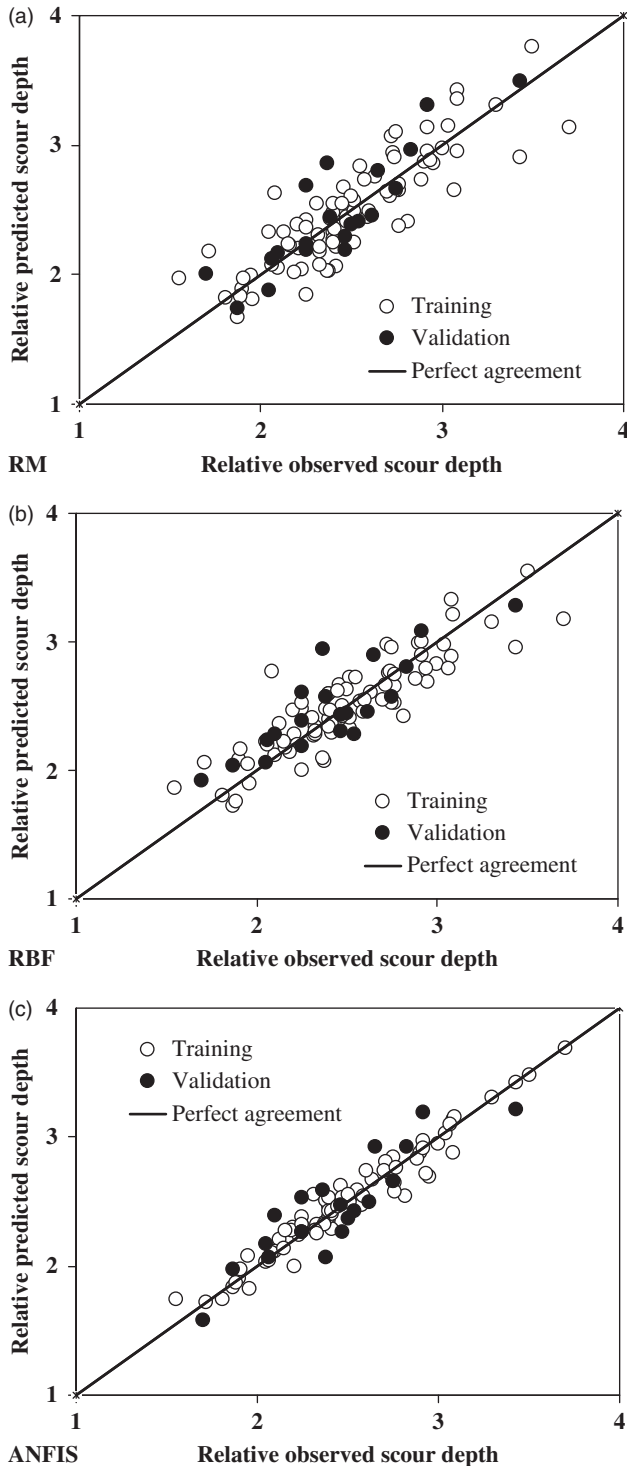 (a)
4
3
2
1
Relative predicted scour depth
Training
Validation
Perfect agreement
1 2 3 4
RM Relative observed scour depth
(b)
4
3
2
1
Relative predicted scour depth
Training
Validation
Perfect agreement
1 2 3 4
RBF Relative observed scour depth
(c)
4
3
2
1
Relative predicted scour depth
Training
Validation
Perfect agreement
1 2 3 4
ANFIS Relative observed scour depth